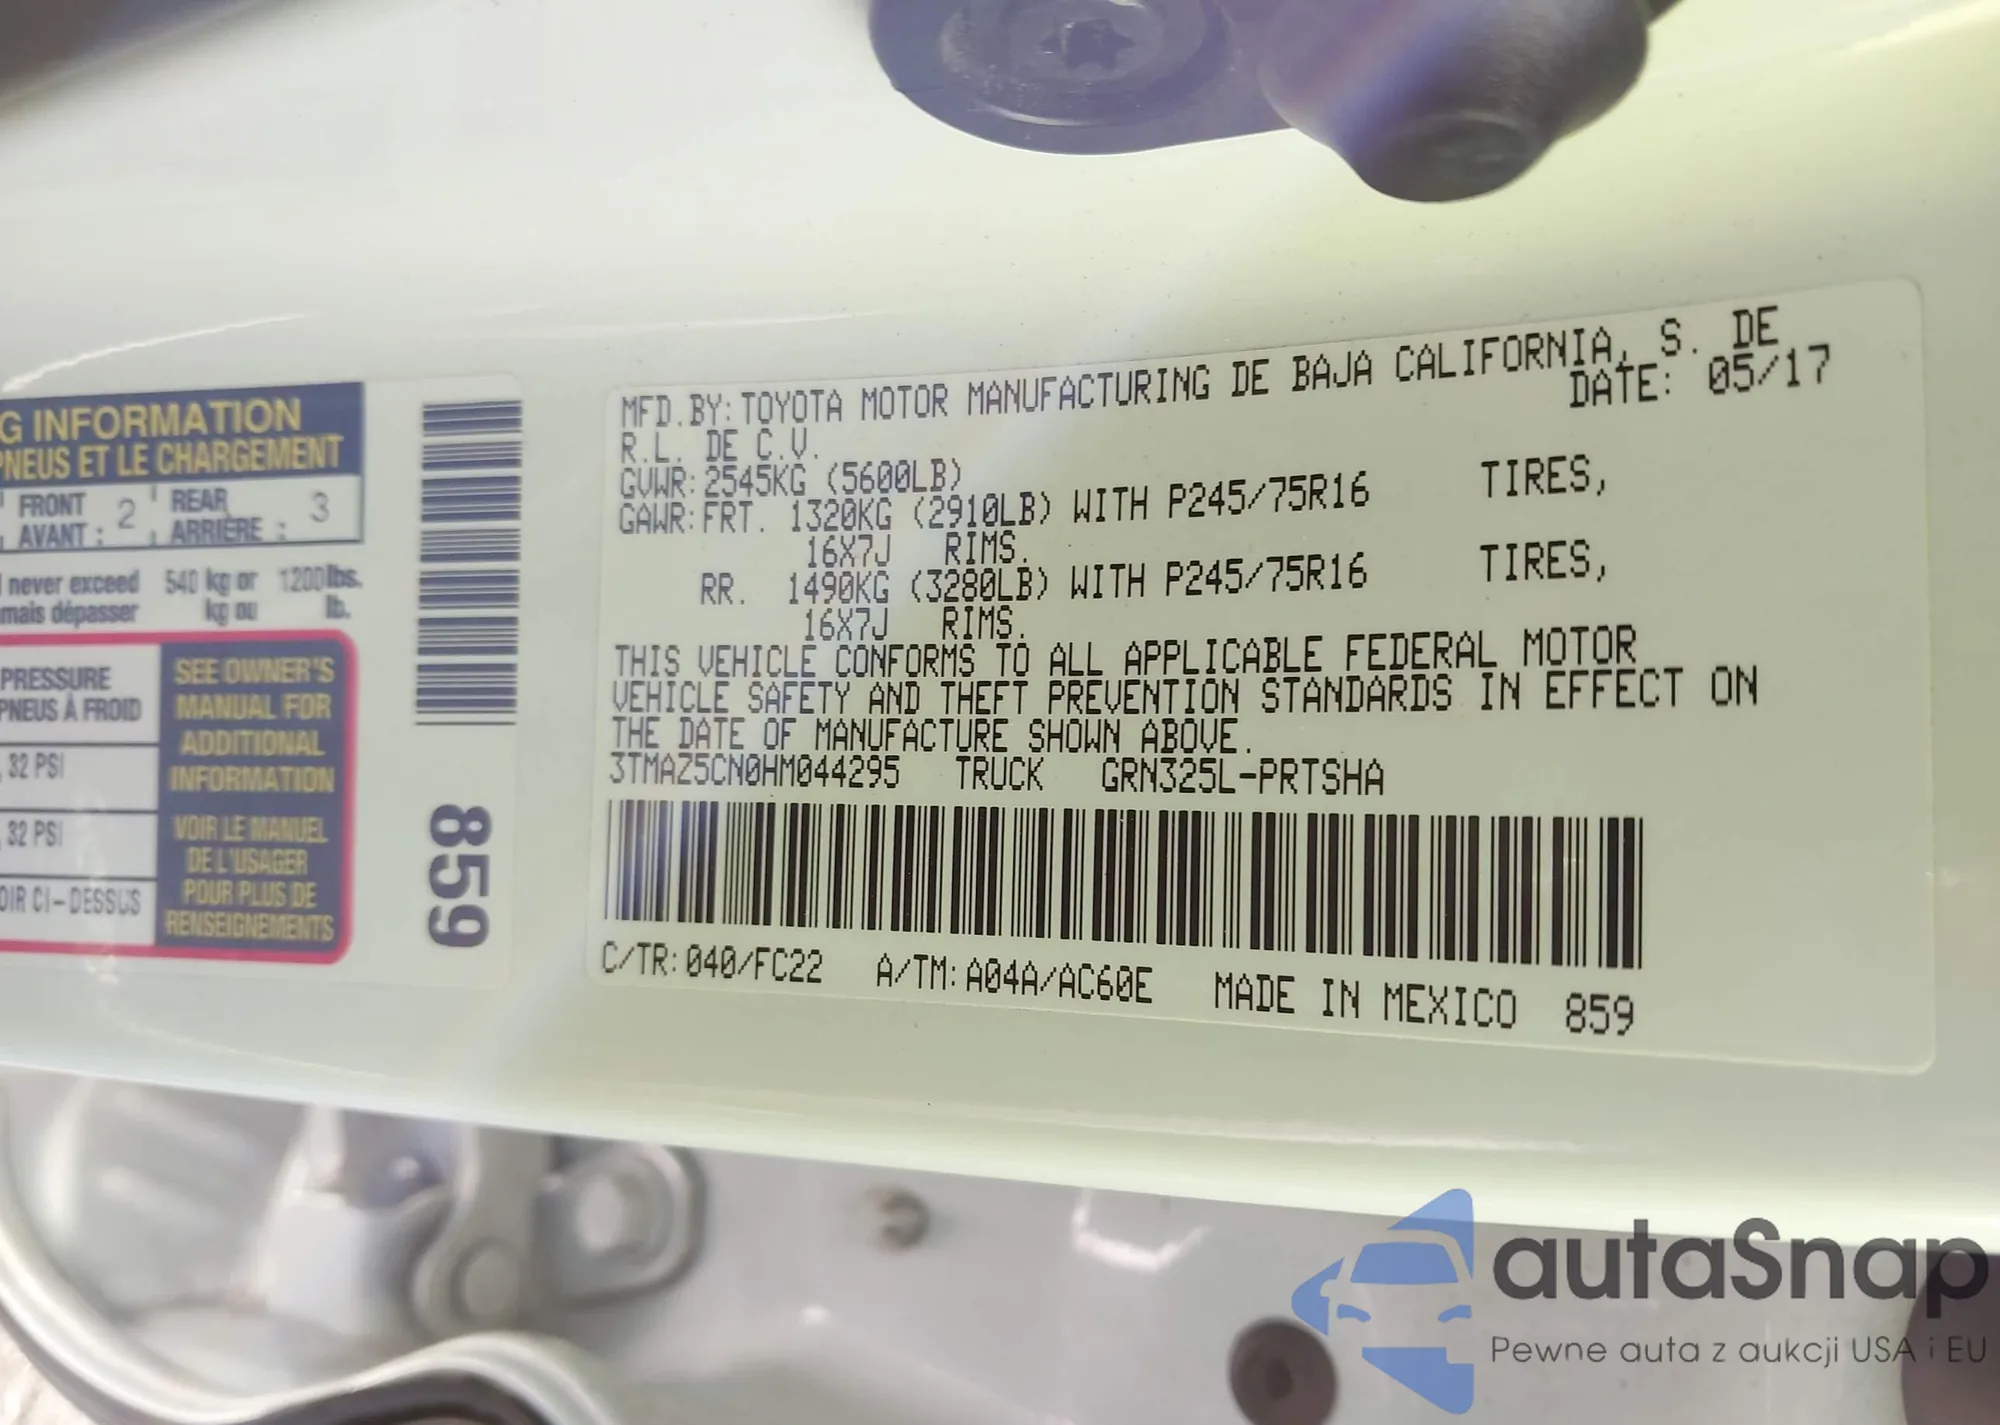 G INFORMATION
PNEUS ET LE CHARGEMENT
FRONT 2 REAR 3
AVANT : ARRIÈRE :
never exceed 540 kg or 1200 lbs.
mais dépasser kg ou lb.
PRESSURE
PNEUS À FROID
32 PSI
32 PSI
OIR CI-DESSUS
SEE OWNER'S
MANUAL FOR
ADDITIONAL
INFORMATION
VOIR LE MANUEL
DE L'USAGER
POUR PLUS DE
RENSEIGNEMENTS
859
MFD.BY:TOYOTA MOTOR MANUFACTURING DE BAJA CALIFORNIA, S. DE
R.L. DE C.V. DATE: 05/17
GVWR:2545KG (5600LB)
GAWR:FRT. 1320KG (2910LB) WITH P245/75R16 TIRES,
16X7J RIMS.
RR. 1490KG (3280LB) WITH P245/75R16 TIRES,
16X7J RIMS.
THIS VEHICLE CONFORMS TO ALL APPLICABLE FEDERAL MOTOR
VEHICLE SAFETY AND THEFT PREVENTION STANDARDS IN EFFECT ON
THE DATE OF MANUFACTURE SHOWN ABOVE.
3TMAZ5CN0HM044295 TRUCK GRN325L-PRTSHA
C/TR:040/FC22 A/TM:A04A/AC60E MADE IN MEXICO 859
autaSnap
Pewne auta z aukcji USA i EU